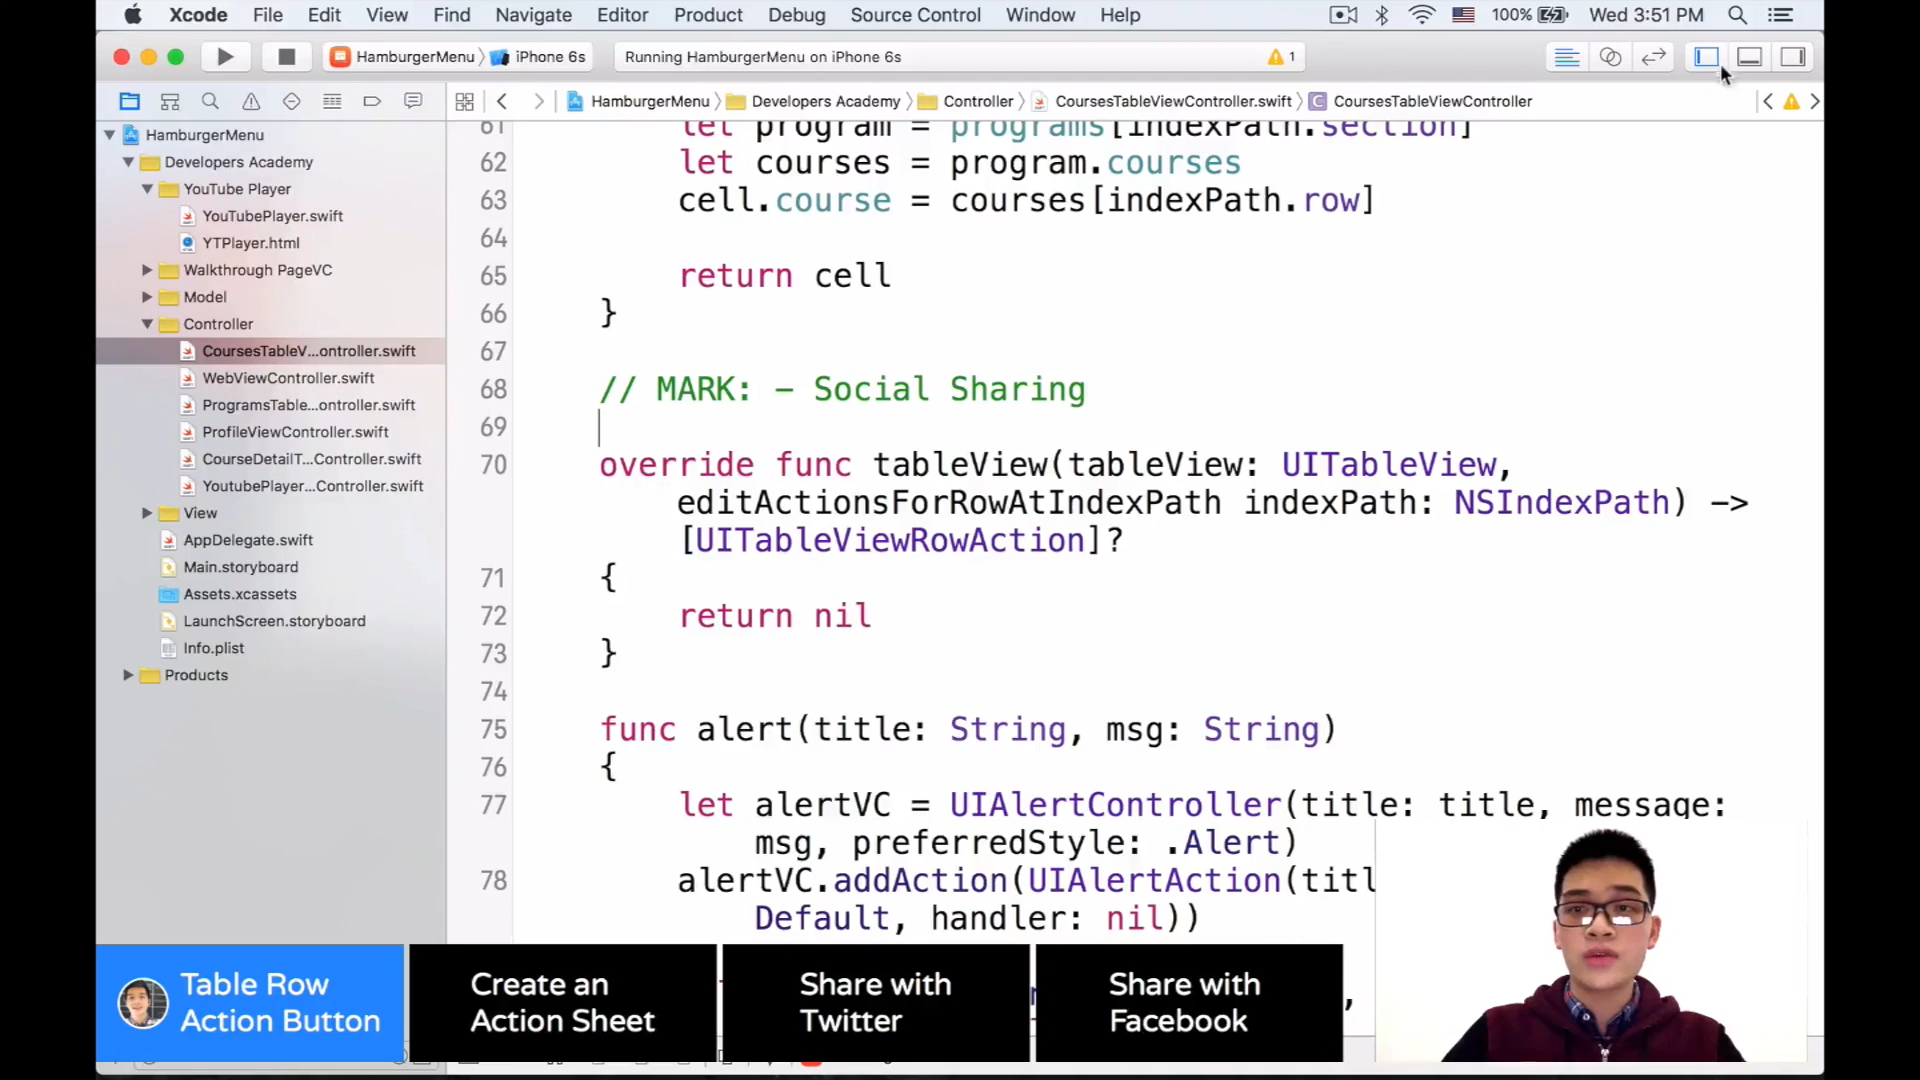 Xcode File Edit View Find Navigate Editor Product Debug Source Control Window Help 100% Wed 3:51 PM
HamburgerMenu iPhone 6s Running HamburgerMenu on iPhone 6s 1
HamburgerMenu Developers Academy Controller CoursesTableViewController.swift C CoursesTableViewController
HamburgerMenu
Developers Academy
YouTube Player
YouTubePlayer.swift
YTPlayer.html
Walkthrough PageVC
Model
Controller
CoursesTableV...ontroller.swift
WebViewController.swift
ProgramsTable...ontroller.swift
ProfileViewController.swift
CourseDetailT...Controller.swift
YoutubePlayer...Controller.swift
View
AppDelegate.swift
Main.storyboard
Assets.xcassets
LaunchScreen.storyboard
Info.plist
Products
61 let program = programs[indexPath.section]
62 let courses = program.courses
63 cell.course = courses[indexPath.row]
64
65 return cell
66 }
67
68 // MARK: - Social Sharing
69
70 override func tableView(tableView: UITableView,
editActionsForRowAtIndexPath indexPath: NSIndexPath) ->
[UITableViewRowAction]?
71 {
72 return nil
73 }
74
75 func alert(title: String, msg: String)
76 {
77 let alertVC = UIAlertController(title: title, message:
msg, preferredStyle: .Alert)
78 alertVC.addAction(UIAlertAction(titl
Default, handler: nil))
Table Row
Action Button
Create an
Action Sheet
Share with
Twitter
Share with
Facebook